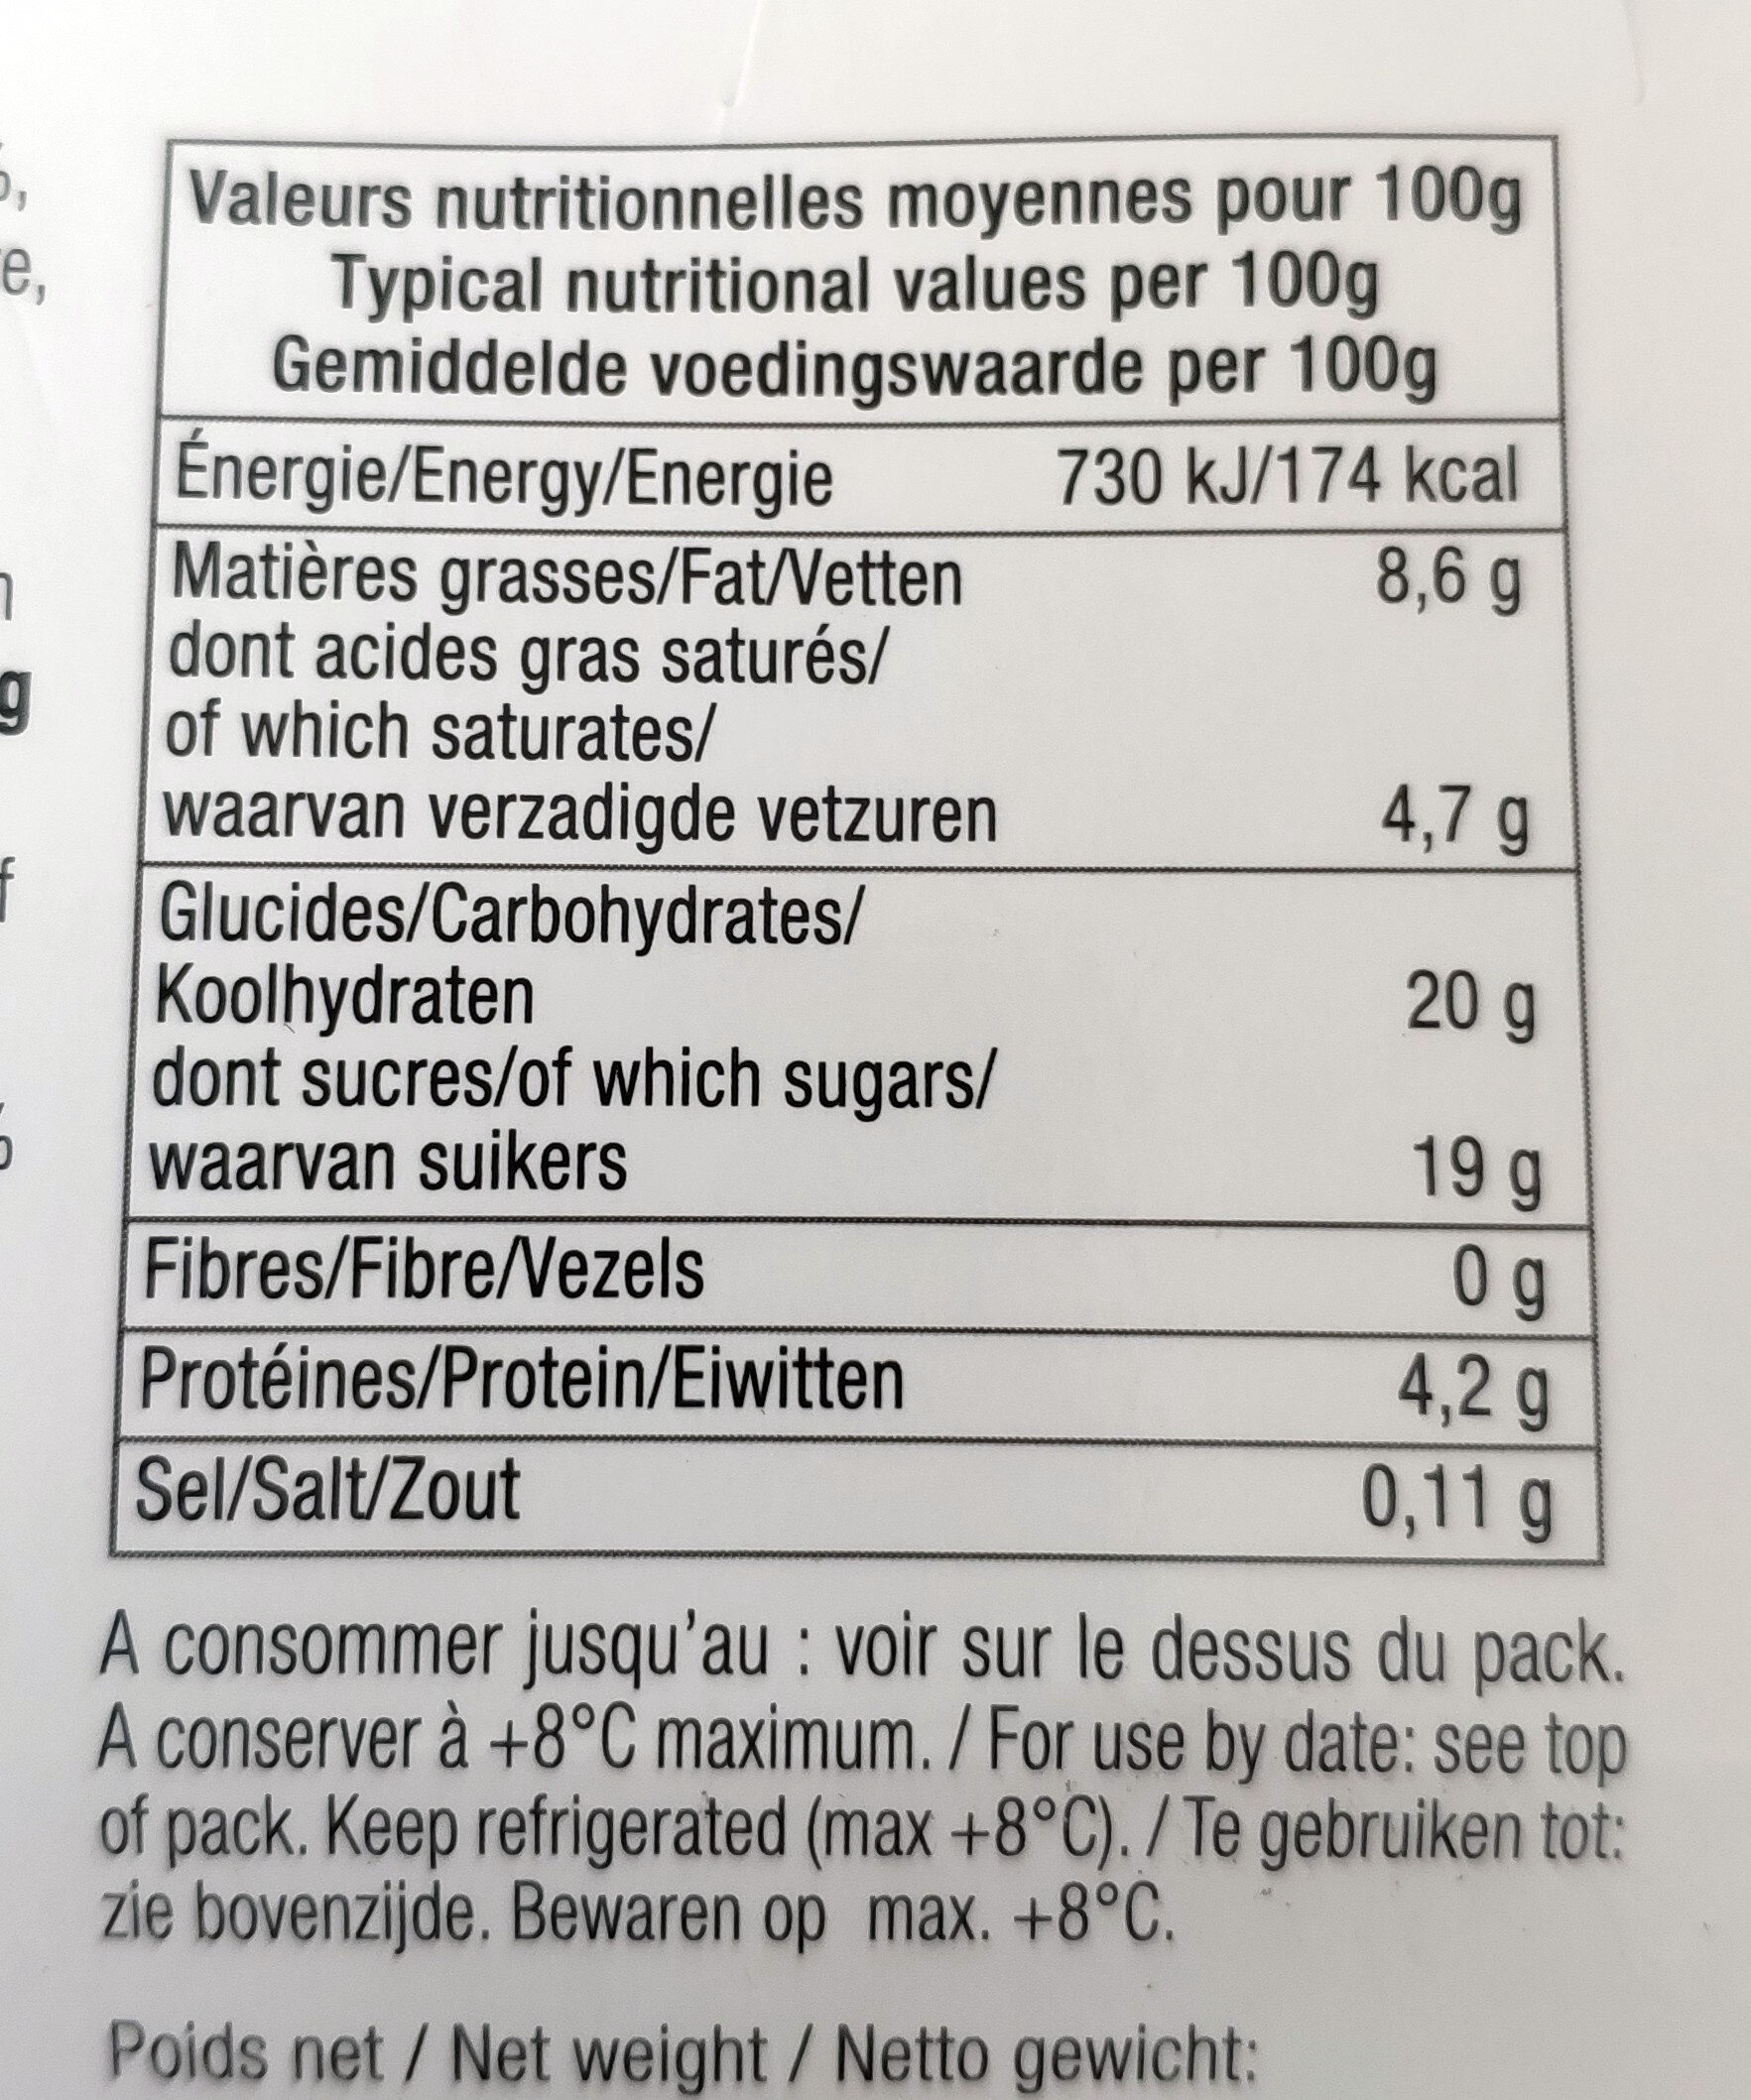 Valeurs nutritionnelles moyennes pour 100g
Typical nutritional values per 100g
Gemiddelde voedingswaarde per 100g
Énergie/Energy/Energie 730 kJ/174 kcal
Matières grasses/Fat/Vetten 8,6 g
dont acides gras saturés/
of which saturates/
waarvan verzadigde vetzuren 4,7 g
Glucides/Carbohydrates/
Koolhydraten 20 g
dont sucres/of which sugars/
waarvan suikers 19 g
Fibres/Fibre/Vezels 0 g
Protéines/Protein/Eiwitten 4,2 g
Sel/Salt/Zout 0,11 g
A consommer jusqu'au : voir sur le dessus du pack.
A conserver à +8°C maximum. / For use by date: see top
of pack. Keep refrigerated (max +8°C). / Te gebruiken tot:
zie bovenzijde. Bewaren op max. +8°C.
Poids net / Net weight / Netto gewicht: